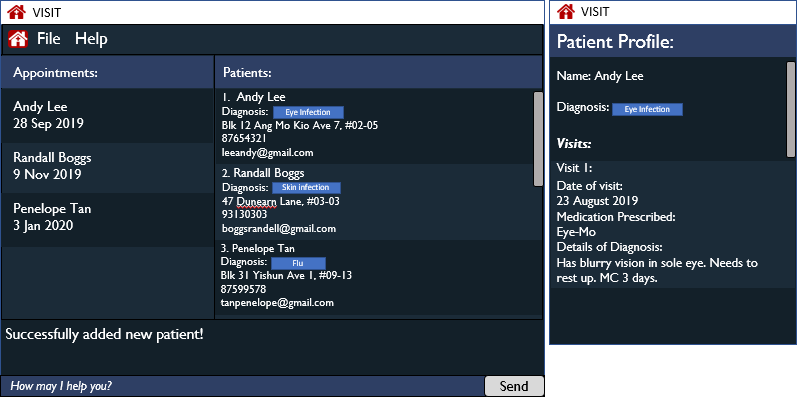 VISIT
File Help
Appointments:
Andy Lee
28 Sep 2019
Randall Boggs
9 Nov 2019
Penelope Tan
3 Jan 2020
Patients:
1. Andy Lee
Diagnosis: Eye Infection
Blk 12 Ang Mo Kio Ave 7, #02-05
87654321
leeandy@gmail.com
2. Randall Boggs
Diagnosis: Skin infection
47 Dunearn Lane, #03-03
93130303
boggsrandell@gmail.com
3. Penelope Tan
Diagnosis: Flu
Blk 31 Yishun Ave 1, #09-13
87599578
tanpenelope@gmail.com
Successfully added new patient!
How may I help you?
Send
VISIT
Patient Profile:
Name: Andy Lee
Diagnosis: Eye Infection
Visits:
Visit 1:
Date of visit:
23 August 2019
Medication Prescribed:
Eye-Mo
Details of Diagnosis:
Has blurry vision in sole eye. Needs to
rest up. MC 3 days.